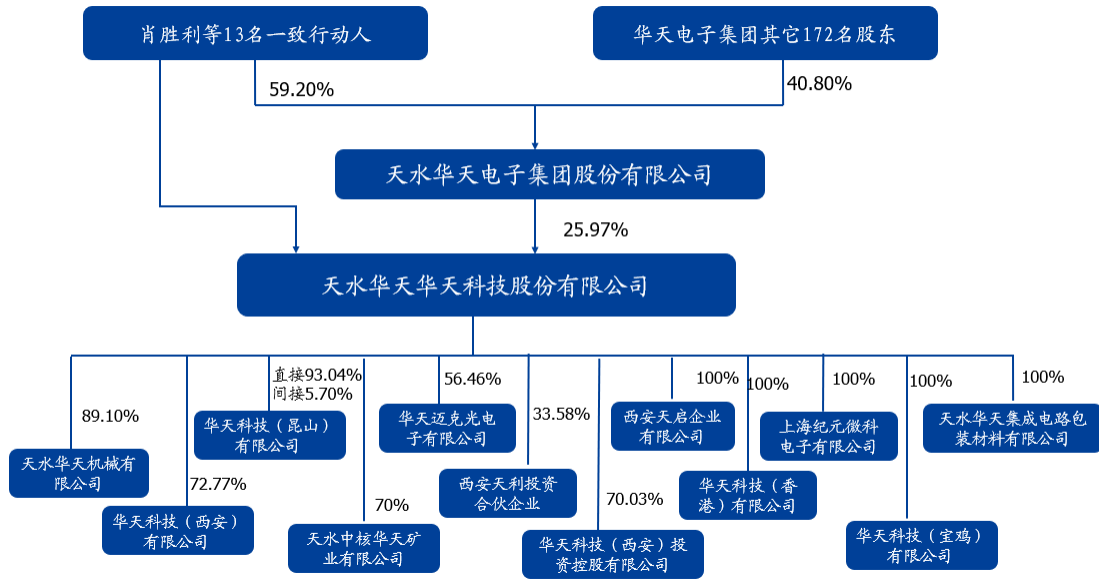 肖胜利等13名一致行动人
华天电子集团其它172名股东
59.20%
40.80%
天水华天电子集团股份有限公司
25.97%
天水华天华天科技股份有限公司
直接93.04%
间接5.70%
56.46%
100%
100%
100%
100%
100%
89.10%
33.58%
华天科技（昆山）
有限公司
华天迈克光电
子有限公司
西安天启企业
有限公司
上海纪元微科
电子有限公司
天水华天集成电路包
装材料有限公司
天水华天机械有
限公司
72.77%
西安天利投资
合伙企业
华天科技（香
港）有限公司
70%
70.03%
华天科技（西安）
有限公司
天水中核华天矿
业有限公司
华天科技（西安）投
资控股有限公司
华天科技（宝鸡）
有限公司